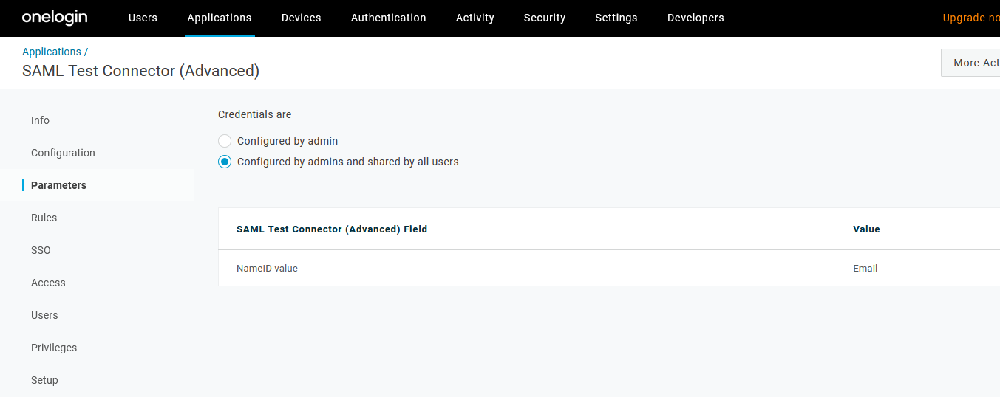 onelogin Users Applications Devices Authentication Activity Security Settings Developers Upgrade no
Applications /
SAML Test Connector (Advanced)
More Act
Info
Configuration
Parameters
Rules
SSO
Access
Users
Privileges
Setup
Credentials are
Configured by admin
Configured by admins and shared by all users
SAML Test Connector (Advanced) Field Value
NameID value Email